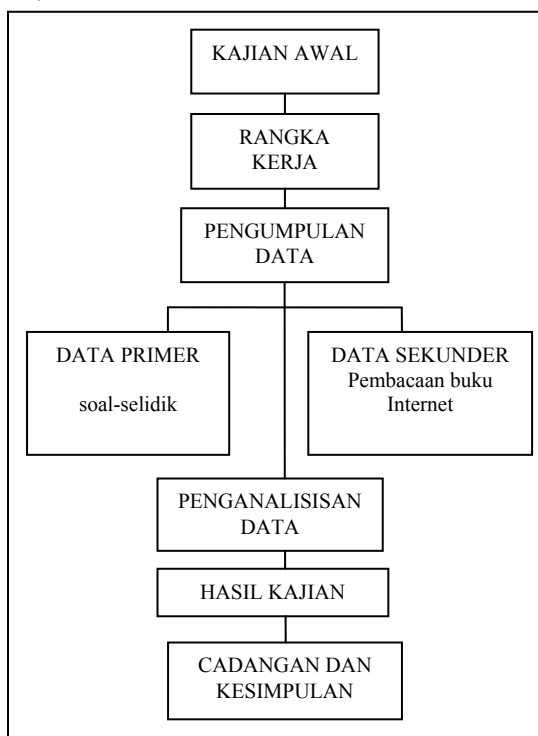 KAJIAN AWAL
RANGKA
KERJA
PENGUMPULAN
DATA
DATA PRIMER
soal-selidik
DATA SEKUNDER
Pembacaan buku
Internet
PENGANALISISAN
DATA
HASIL KAJIAN
CADANGAN DAN
KESIMPULAN